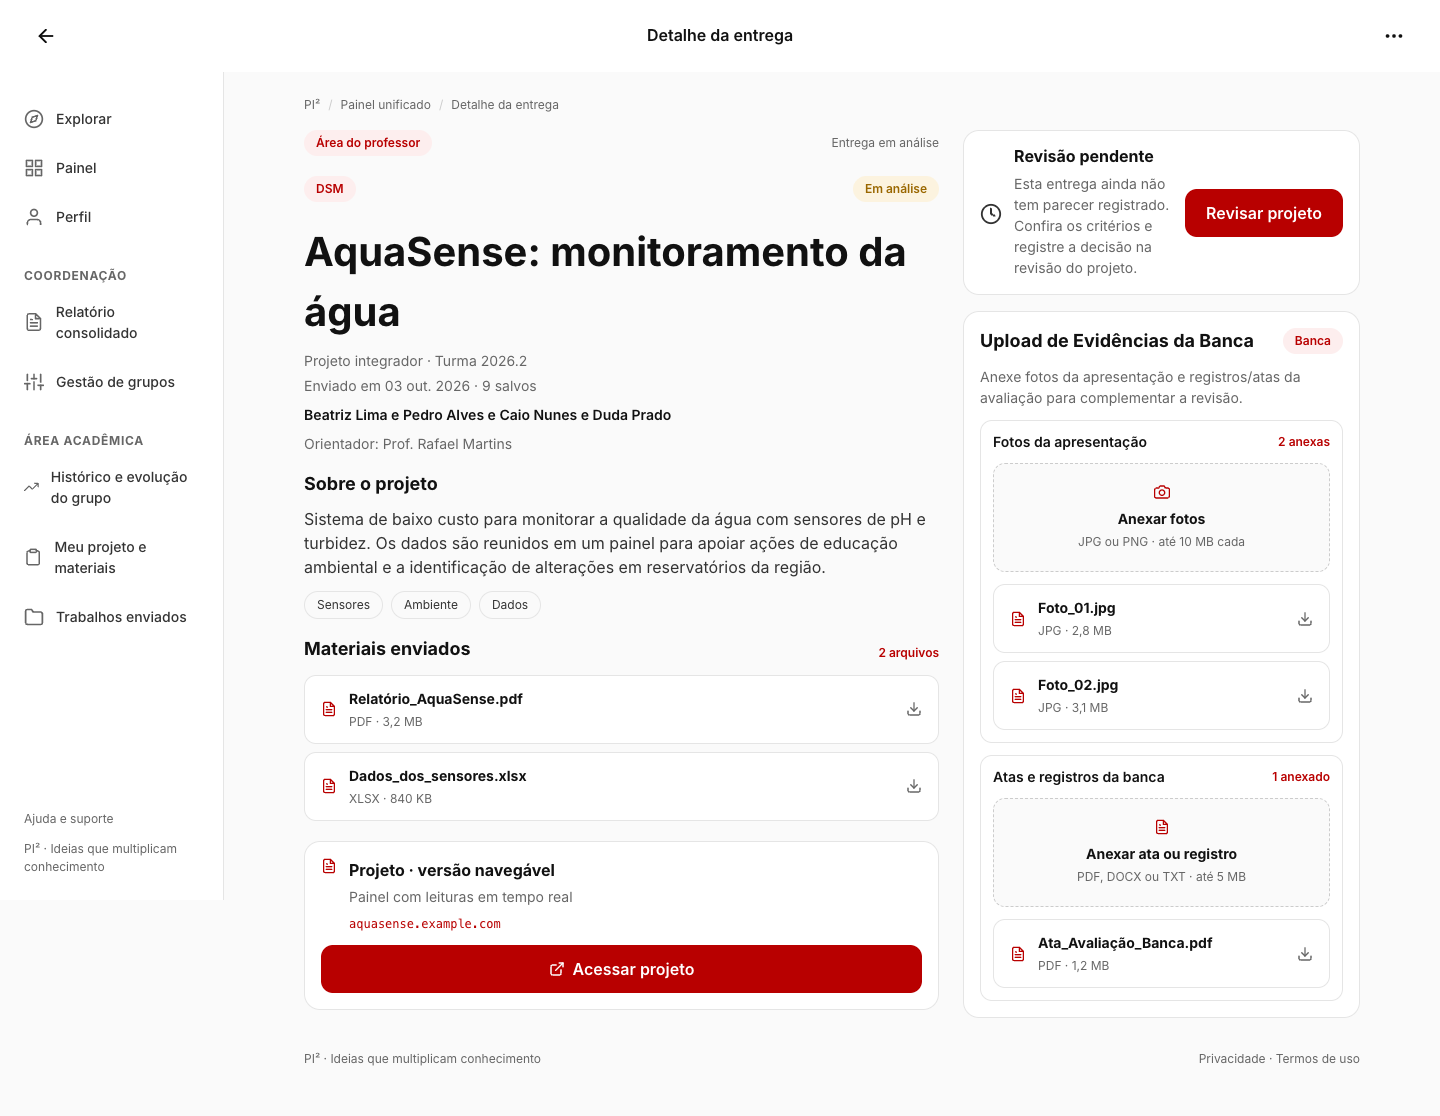 Detalhe da entrega
Explorar
Painel
Perfil
COORDENAÇÃO
Relatório
consolidado
Gestão de grupos
ÁREA ACADÊMICA
Histórico e evolução
do grupo
Meu projeto e
materiais
Trabalhos enviados
Ajuda e suporte
PI² · Ideias que multiplicam
conhecimento
PI² / Painel unificado / Detalhe da entrega
Área do professor
Entrega em análise
DSM
Em análise
AquaSense: monitoramento da
água
Projeto integrador · Turma 2026.2
Enviado em 03 out. 2026 · 9 salvos
Beatriz Lima e Pedro Alves e Caio Nunes e Duda Prado
Orientador: Prof. Rafael Martins
Sobre o projeto
Sistema de baixo custo para monitorar a qualidade da água com sensores de pH e
turbidez. Os dados são reunidos em um painel para apoiar ações de educação
ambiental e a identificação de alterações em reservatórios da região.
Sensores
Ambiente
Dados
Materiais enviados
2 arquivos
Relatório_AquaSense.pdf
PDF · 3,2 MB
Dados_dos_sensores.xlsx
XLSX · 840 KB
Projeto · versão navegável
Painel com leituras em tempo real
aquasense.example.com
Acessar projeto
Revisão pendente
Esta entrega ainda não
tem parecer registrado.
Confira os critérios e
registre a decisão na
revisão do projeto.
Revisar projeto
Upload de Evidências da Banca
Banca
Anexe fotos da apresentação e registros/atas da
avaliação para complementar a revisão.
Fotos da apresentação
2 anexas
Anexar fotos
JPG ou PNG · até 10 MB cada
Foto_01.jpg
JPG · 2,8 MB
Foto_02.jpg
JPG · 3,1 MB
Atas e registros da banca
1 anexado
Anexar ata ou registro
PDF, DOCX ou TXT · até 5 MB
Ata_Avaliação_Banca.pdf
PDF · 1,2 MB
PI² · Ideias que multiplicam conhecimento
Privacidade · Termos de uso